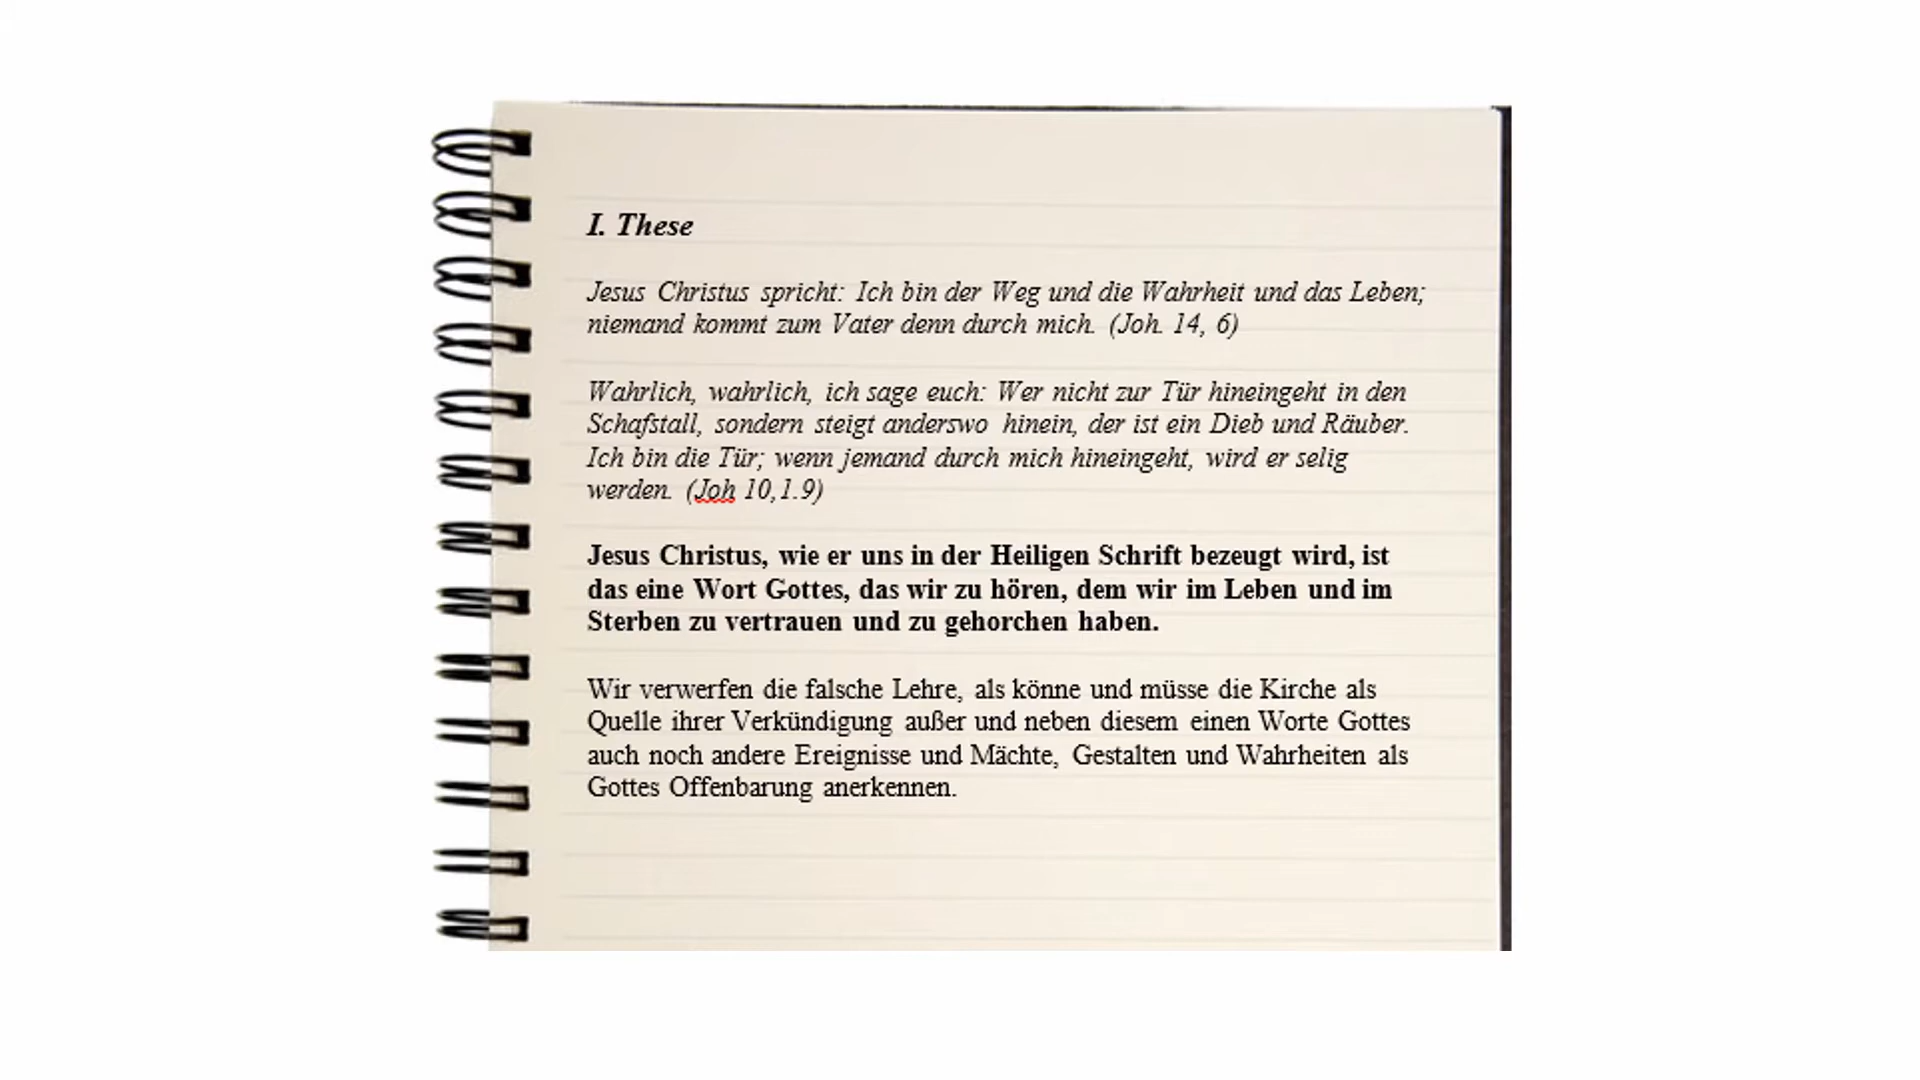 I. These
Jesus Christus spricht: Ich bin der Weg und die Wahrheit und das Leben;
niemand kommt zum Vater denn durch mich. (Joh. 14, 6)
Wahrlich, wahrlich, ich sage euch: Wer nicht zur Tür hineingeht in den
Schafstall, sondern steigt anderswo hinein, der ist ein Dieb und Räuber.
Ich bin die Tür; wenn jemand durch mich hineingeht, wird er selig
werden. (Joh 10,1.9)
Jesus Christus, wie er uns in der Heiligen Schrift bezeugt wird, ist
das eine Wort Gottes, das wir zu hören, dem wir im Leben und im
Sterben zu vertrauen und zu gehorchen haben.
Wir verwerfen die falsche Lehre, als könne und müsse die Kirche als
Quelle ihrer Verkündigung außer und neben diesem einen Worte Gottes
auch noch andere Ereignisse und Mächte, Gestalten und Wahrheiten als
Gottes Offenbarung anerkennen.